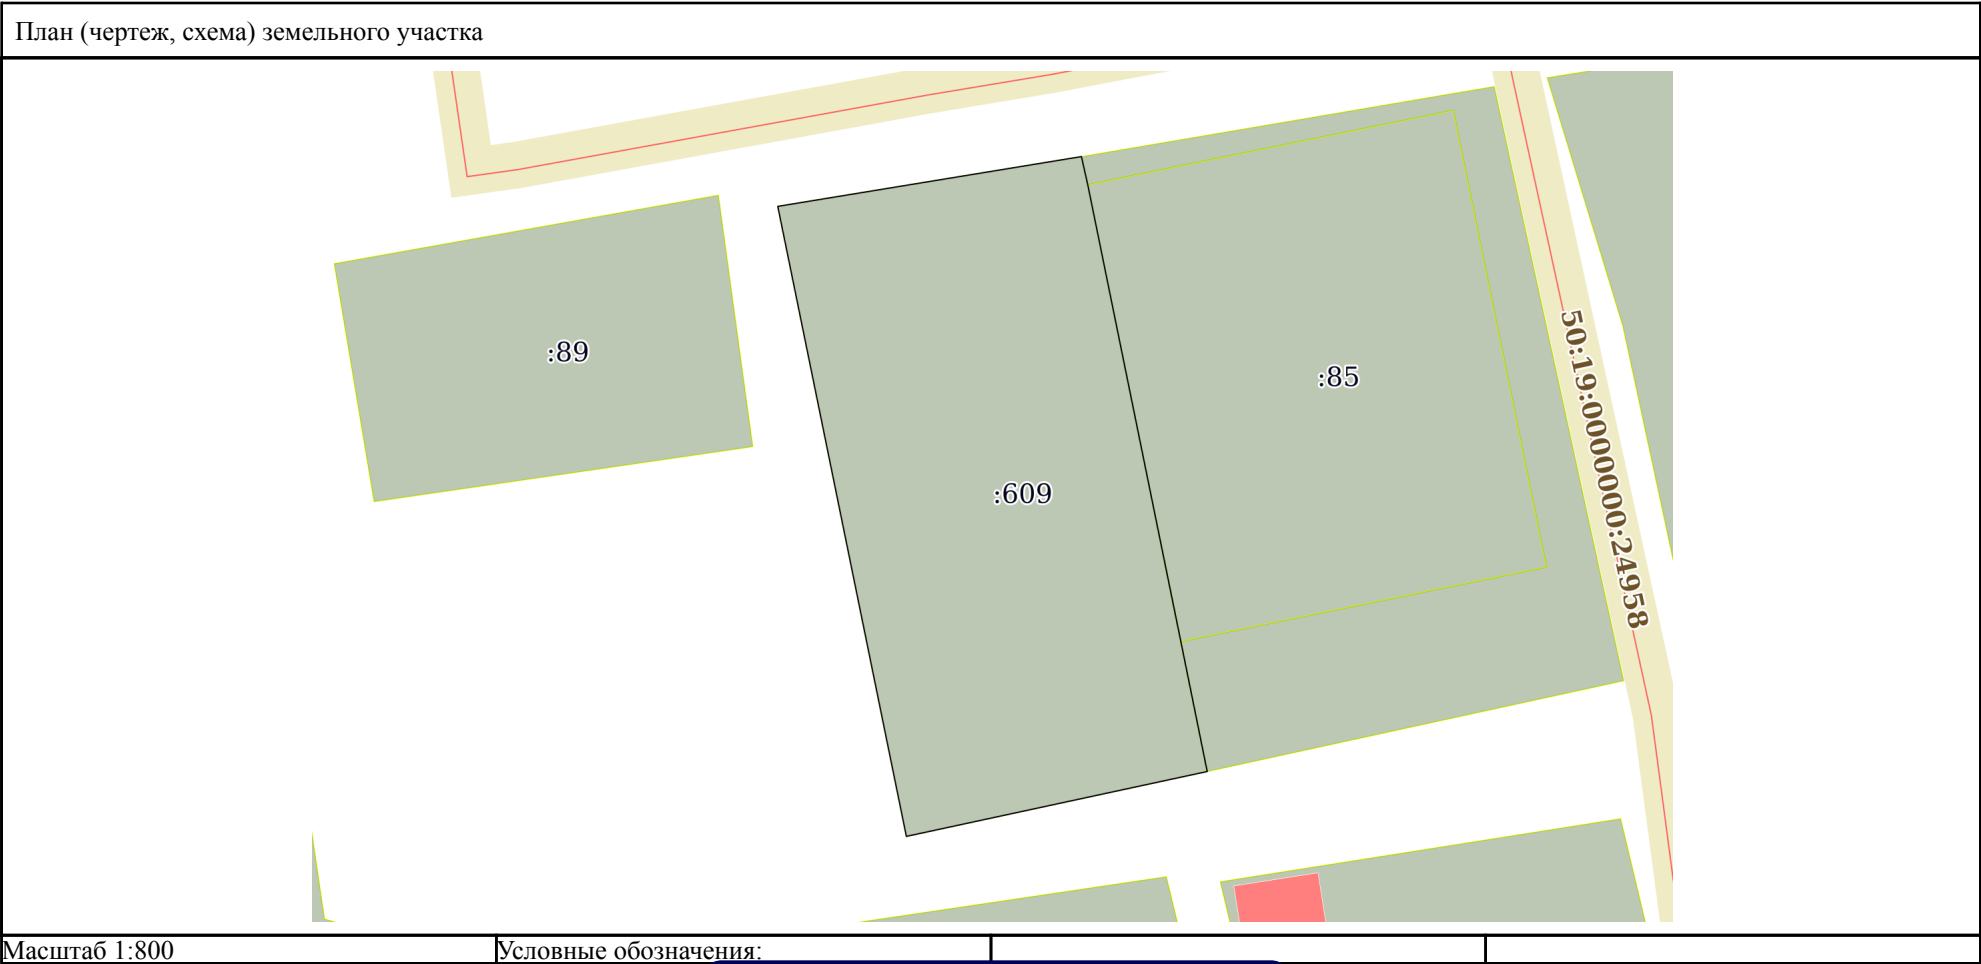 План (чертеж, схема) земельного участка
:89
:85
:609
50:19:0000000:24958
Масштаб 1:800
Условные обозначения: